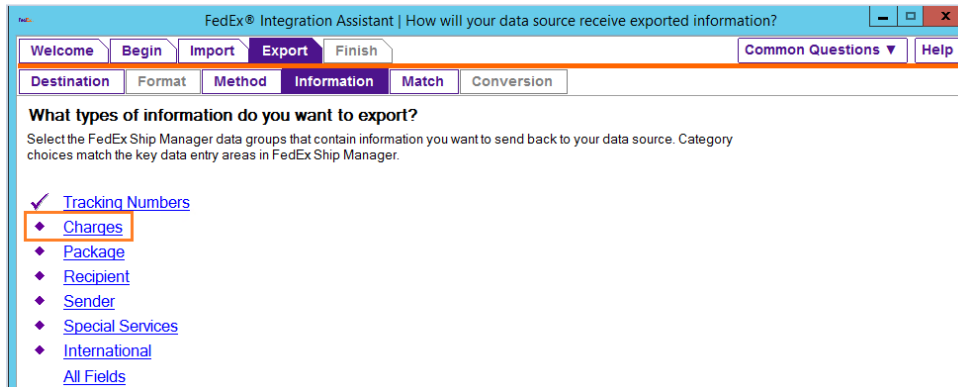 FedEx® Integration Assistant | How will your data source receive exported information?
Welcome Begin Import Export Finish Common Questions ▼ Help
Destination Format Method Information Match Conversion
What types of information do you want to export?
Select the FedEx Ship Manager data groups that contain information you want to send back to your data source. Category
choices match the key data entry areas in FedEx Ship Manager.
Tracking Numbers
Charges
Package
Recipient
Sender
Special Services
International
All Fields